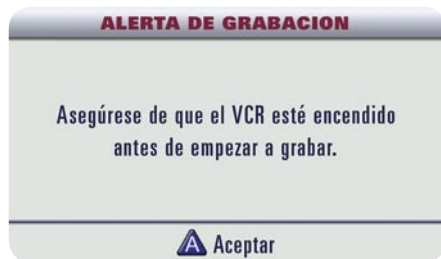 ALERTA DE GRABACION
Asegúrese de que el VCR esté encendido
antes de empezar a grabar.
A Aceptar